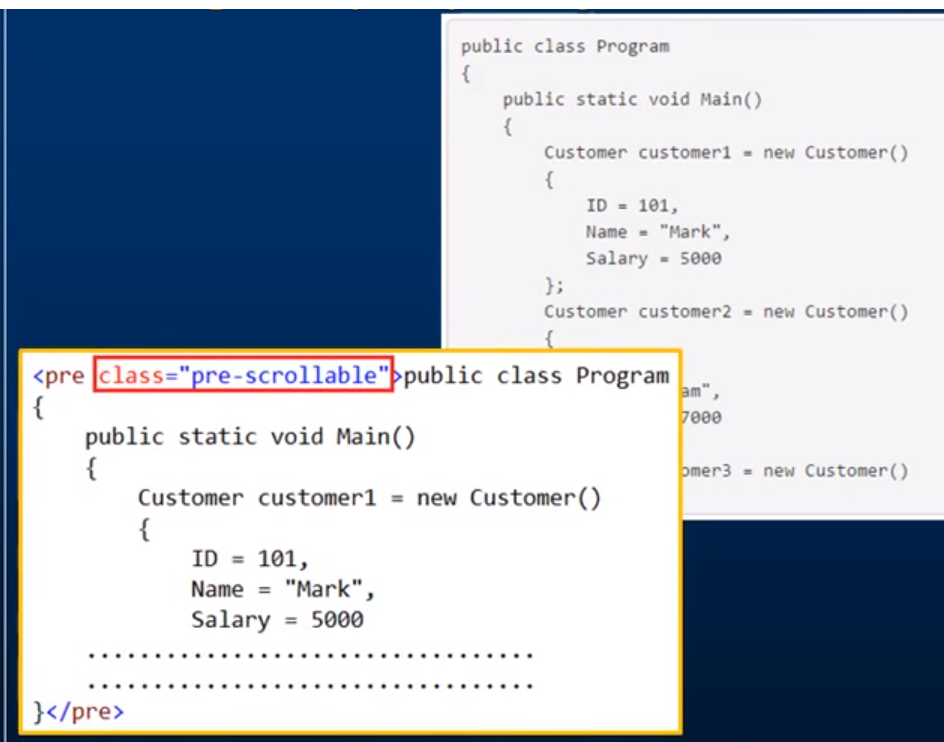 public class Program
{
    public static void Main()
    {
        Customer customer1 = new Customer()
        {
            ID = 101,
            Name = "Mark",
            Salary = 5000
        };
        Customer customer2 = new Customer()
        {
am",
7000
omer3 = new Customer()
<pre class="pre-scrollable">public class Program
{
    public static void Main()
    {
        Customer customer1 = new Customer()
        {
            ID = 101,
            Name = "Mark",
            Salary = 5000
    ..................................
    ..................................
}</pre>